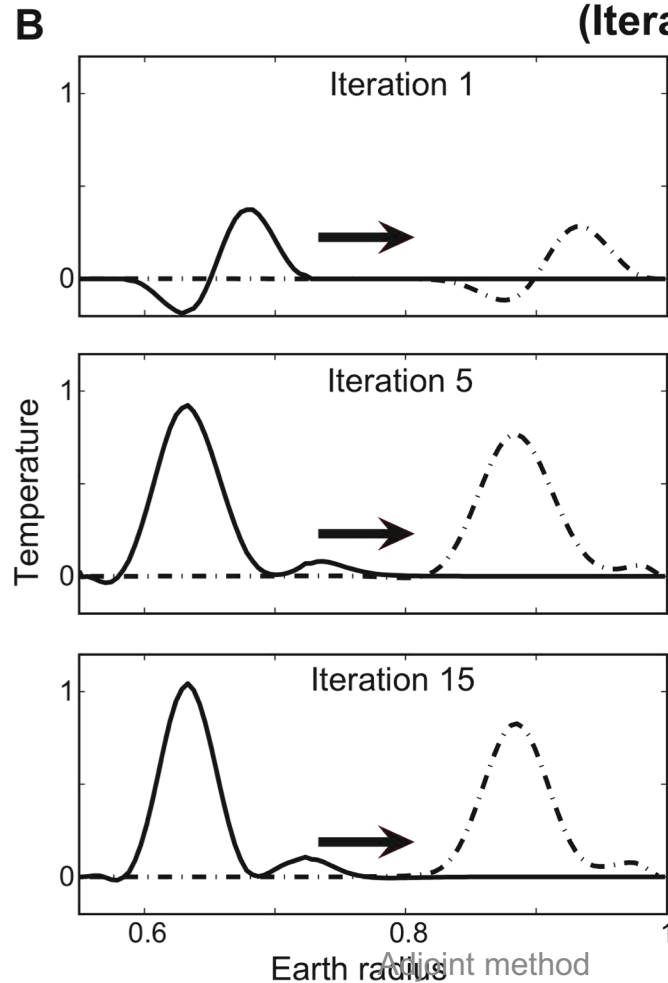 B
(Itera
Iteration 1
1
0
Iteration 5
1
0
Temperature
Iteration 15
1
0
0.6
0.8
1
Earth radius
Adjoint method